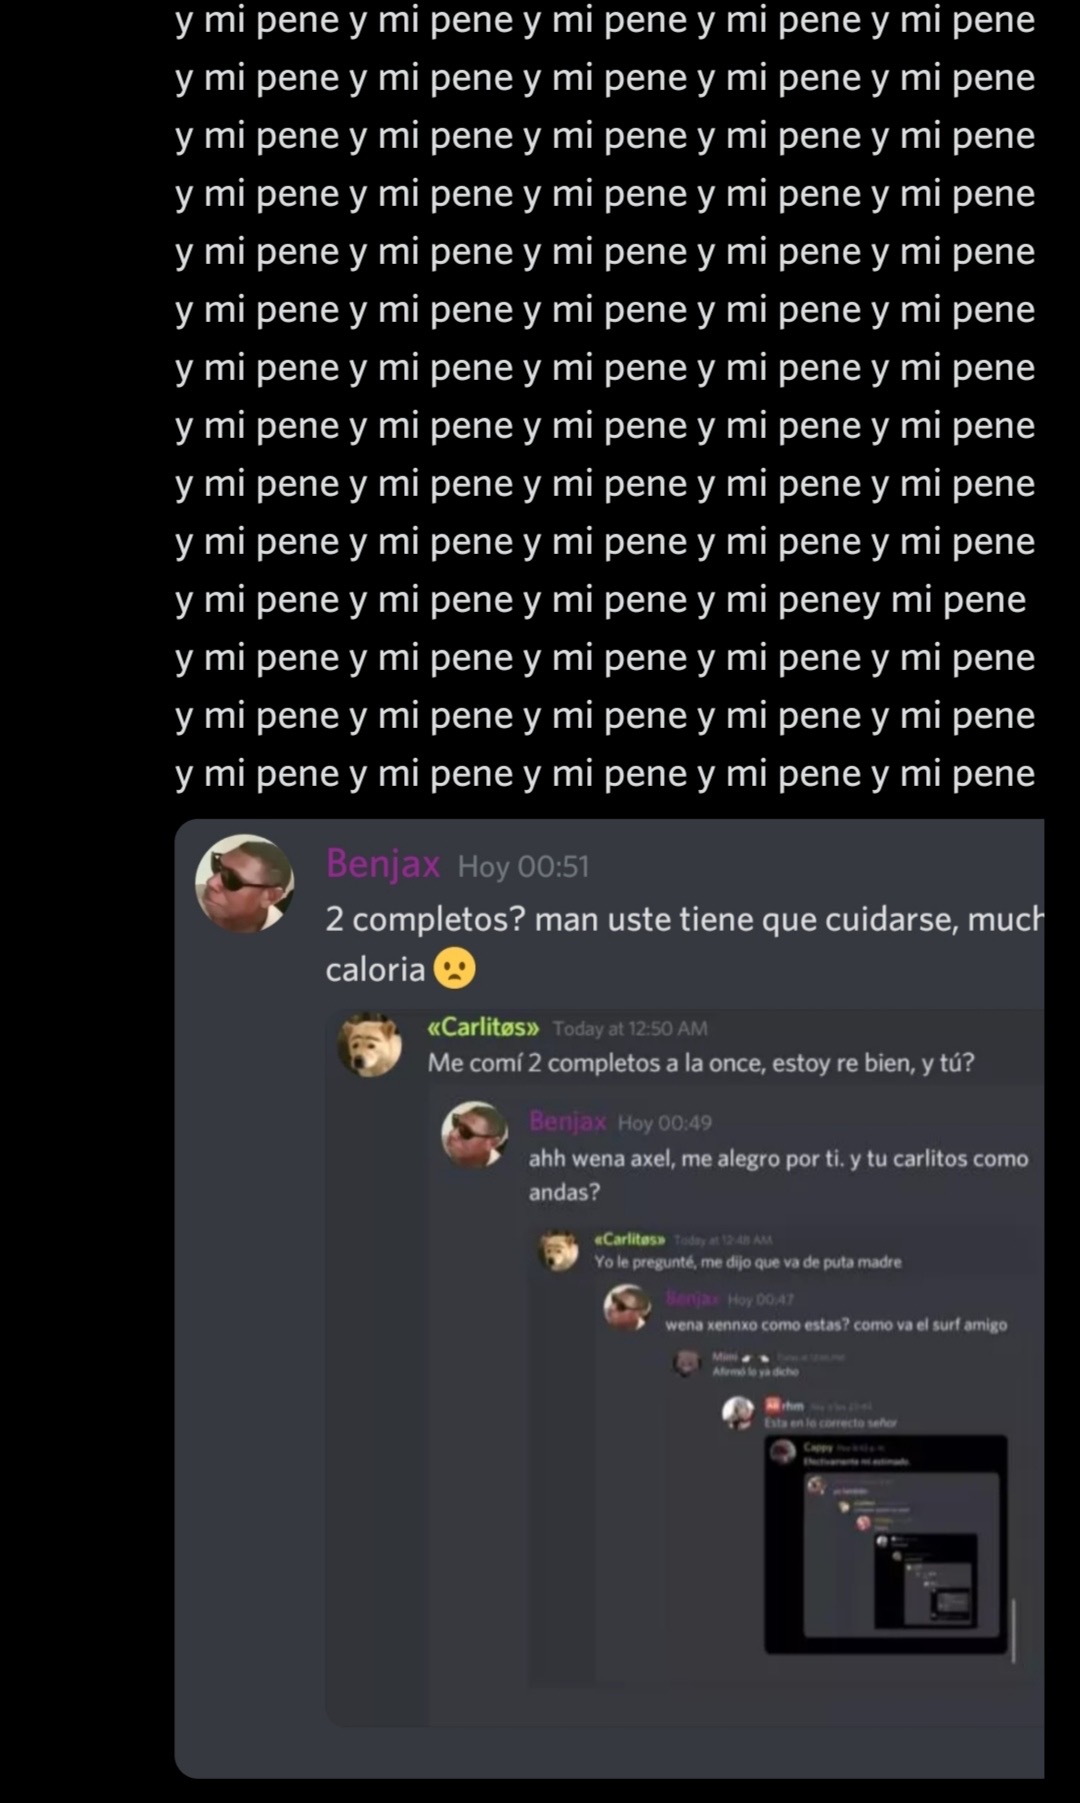 y mi pene y mi pene y mi pene y mi pene y mi pene
y mi pene y mi pene y mi pene y mi pene y mi pene
y mi pene y mi pene y mi pene y mi pene y mi pene
y mi pene y mi pene y mi pene y mi pene y mi pene
y mi pene y mi pene y mi pene y mi pene y mi pene
y mi pene y mi pene y mi pene y mi pene y mi pene
y mi pene y mi pene y mi pene y mi pene y mi pene
y mi pene y mi pene y mi pene y mi pene y mi pene
y mi pene y mi pene y mi pene y mi pene y mi pene
y mi pene y mi pene y mi pene y mi pene y mi pene
y mi pene y mi pene y mi pene y mi peney mi pene
y mi pene y mi pene y mi pene y mi pene y mi pene
y mi pene y mi pene y mi pene y mi pene y mi pene
y mi pene y mi pene y mi pene y mi pene y mi pene
Benjax Hoy 00:51
2 completos? man uste tiene que cuidarse, much
caloria
«Carlitøs» Today at 12:50 AM
Me comí 2 completos a la once, estoy re bien, y tú?
Benjax Hoy 00:49
ahh wena axel, me alegro por ti. y tu carlitos como
andas?
«Carlitøs» Today at 12:48 AM
Yo le pregunté, me dijo que va de puta madre
Benjax Hoy 00:47
wena xennxo como estas? como va el surf amigo
Mimi
Afirmó lo ya dicho
rhm
Esta en lo correcto señor
Cappy
Efectivamente mi estimado.